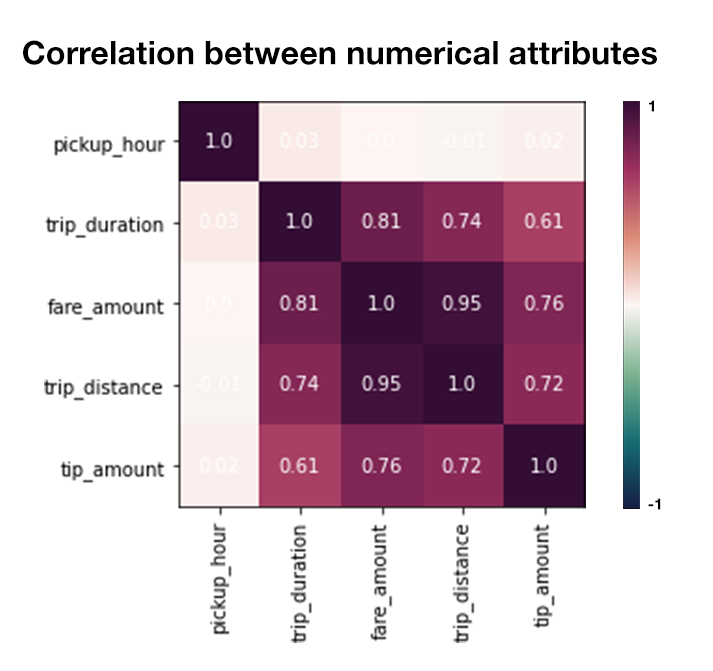 Correlation between numerical attributes
1
pickup_hour 1.0 0.03 0.0 -0.01 0.02
trip_duration 0.03 1.0 0.81 0.74 0.61
fare_amount 0.0 0.81 1.0 0.95 0.76
trip_distance -0.01 0.74 0.95 1.0 0.72
tip_amount 0.02 0.61 0.76 0.72 1.0
-1
pickup_hour
trip_duration
fare_amount
trip_distance
tip_amount